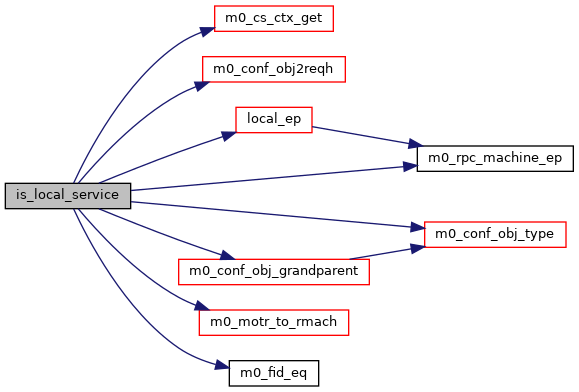 m0_cs_ctx_get
m0_conf_obj2reqh
local_ep
m0_rpc_machine_ep
is_local_service
m0_conf_obj_type
m0_conf_obj_grandparent
m0_motr_to_rmach
m0_fid_eq